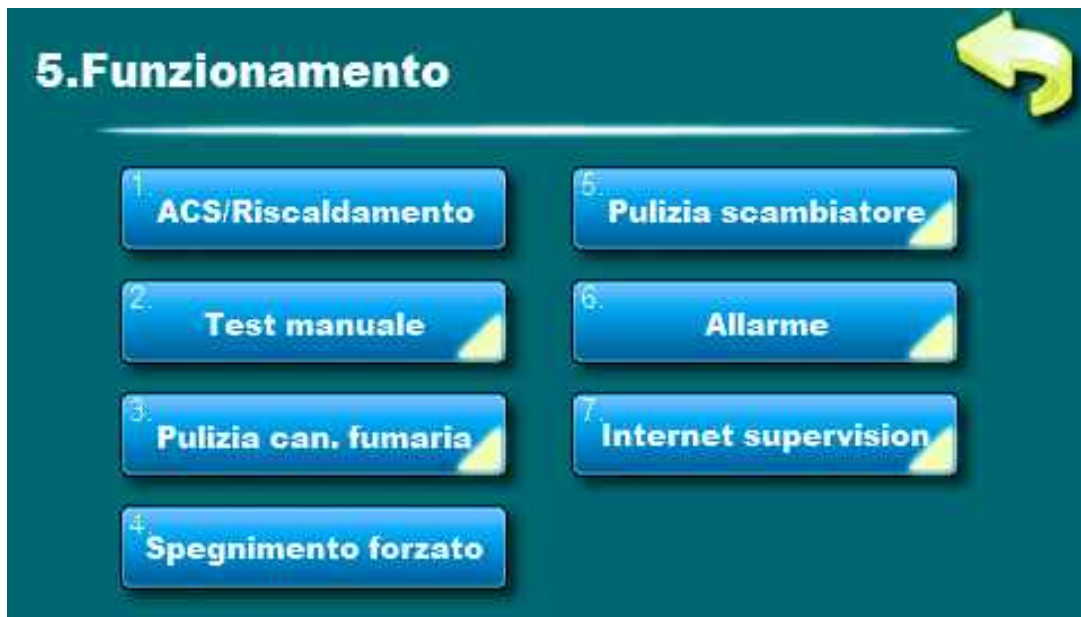 5.Funzionamento
1.
ACS/Riscaldamento
2.
Test manuale
3.
Pulizia can. fumaria
4.
Spegnimento forzato
5.
Pulizia scambiatore
6.
Allarme
7.
Internet supervision